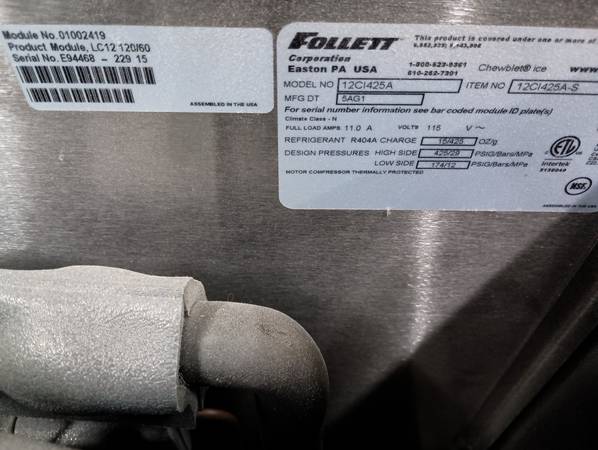 Module No. 01002419
Product Module, LC12 120/60
Serial No. E94468 - 229 15
ASSEMBLED IN THE USA
FOLLETT
Corporation
Easton PA USA
This product is covered under one or more of
1-800-523-9361
610-252-7301
Chewblet® ice
www
MODEL NO 12CI425A
ITEM NO 12CI425A-S
MFG DT 5AG1
For serial number information see bar coded module ID plate(s)
Climate Class - N
FULL LOAD AMPS 11.0 A VOLTS 115 V~
REFRIGERANT R404A CHARGE 15/425 OZ/g
DESIGN PRESSURES HIGH SIDE 425/29 PSIG/Bars/MPa
LOW SIDE 174/12 PSIG/Bars/MPa
MOTOR COMPRESSOR THERMALLY PROTECTED
ETL
Intertek
NSF
ASSEMBLED IN USA